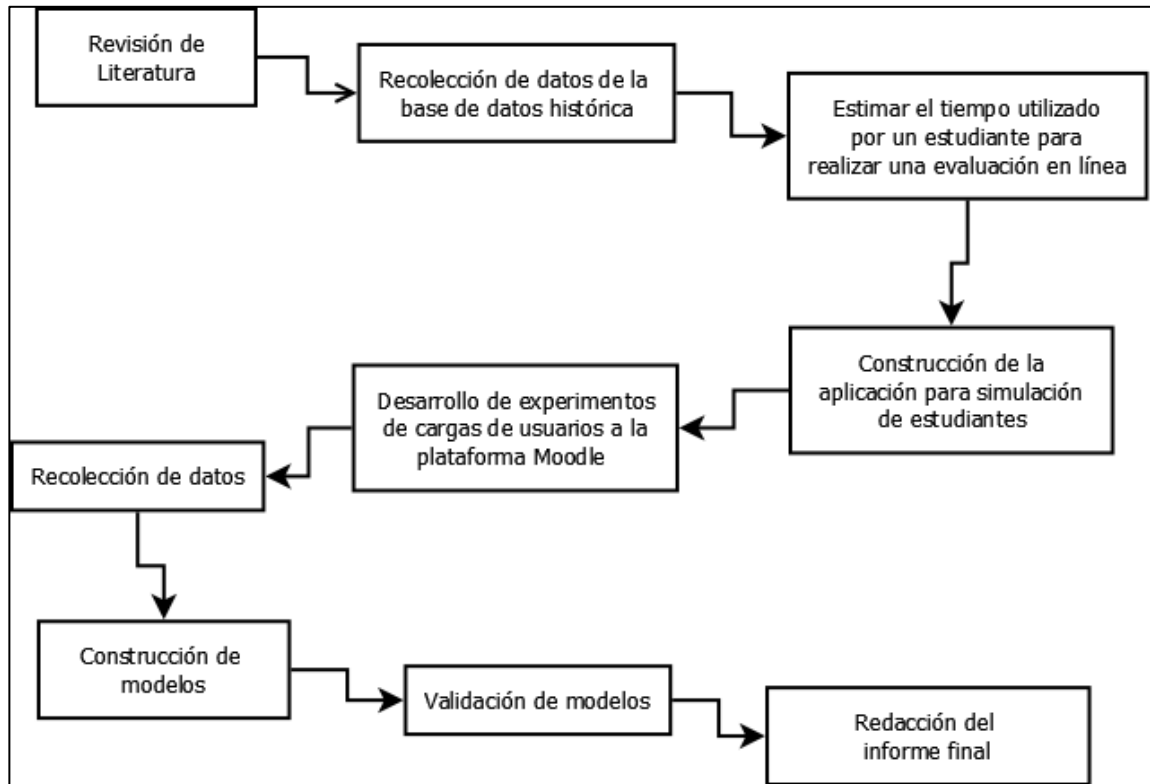 Revisión de
Literatura
Recolección de datos de la
base de datos histórica
Estimar el tiempo utilizado
por un estudiante para
realizar una evaluación en línea
Construcción de la
aplicación para simulación
de estudiantes
Desarrollo de experimentos
de cargas de usuarios a la
plataforma Moodle
Recolección de datos
Construcción de
modelos
Validación de modelos
Redacción del
informe final